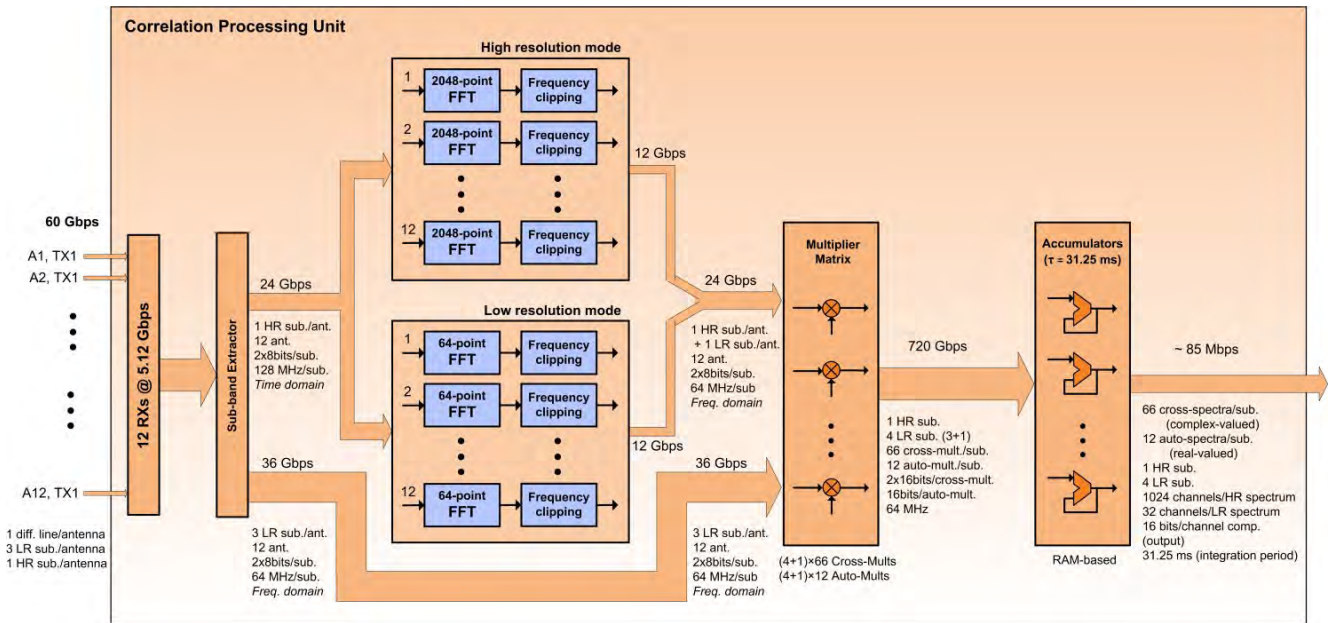 Correlation Processing Unit
60 Gbps
A1, TX1
A2, TX1
A12, TX1
1 diff. line/antenna
3 LR sub./antenna
1 HR sub./antenna
12 RXs @ 5.12 Gbps
Sub-band Extractor
24 Gbps
1 HR sub./ant.
12 ant.
2x8bits/sub.
128 MHz/sub.
Time domain
36 Gbps
3 LR sub./ant.
12 ant.
2x8bits/sub.
64 MHz/sub.
Freq. domain
High resolution mode
1
2048-point
FFT
Frequency
clipping
2
2048-point
FFT
Frequency
clipping
12
2048-point
FFT
Frequency
clipping
12 Gbps
Low resolution mode
1
64-point
FFT
Frequency
clipping
2
64-point
FFT
Frequency
clipping
12
64-point
FFT
Frequency
clipping
12 Gbps
24 Gbps
1 HR sub./ant.
+ 1 LR sub./ant.
12 ant.
2x8bits/sub.
64 MHz/sub
Freq. domain
36 Gbps
3 LR sub./ant.
12 ant.
2x8bits/sub.
64 MHz/sub
Freq. domain
Multiplier
Matrix
(4+1)×66 Cross-Mults
(4+1)×12 Auto-Mults
720 Gbps
1 HR sub.
4 LR sub. (3+1)
66 cross-mult./sub.
12 auto-mult./sub.
2x16bits/cross-mult.
16bits/auto-mult.
64 MHz
Accumulators
(τ = 31.25 ms)
RAM-based
~ 85 Mbps
66 cross-spectra/sub.
(complex-valued)
12 auto-spectra/sub.
(real-valued)
1 HR sub.
4 LR sub.
1024 channels/HR spectrum
32 channels/LR spectrum
16 bits/channel comp.
(output)
31.25 ms (integration period)